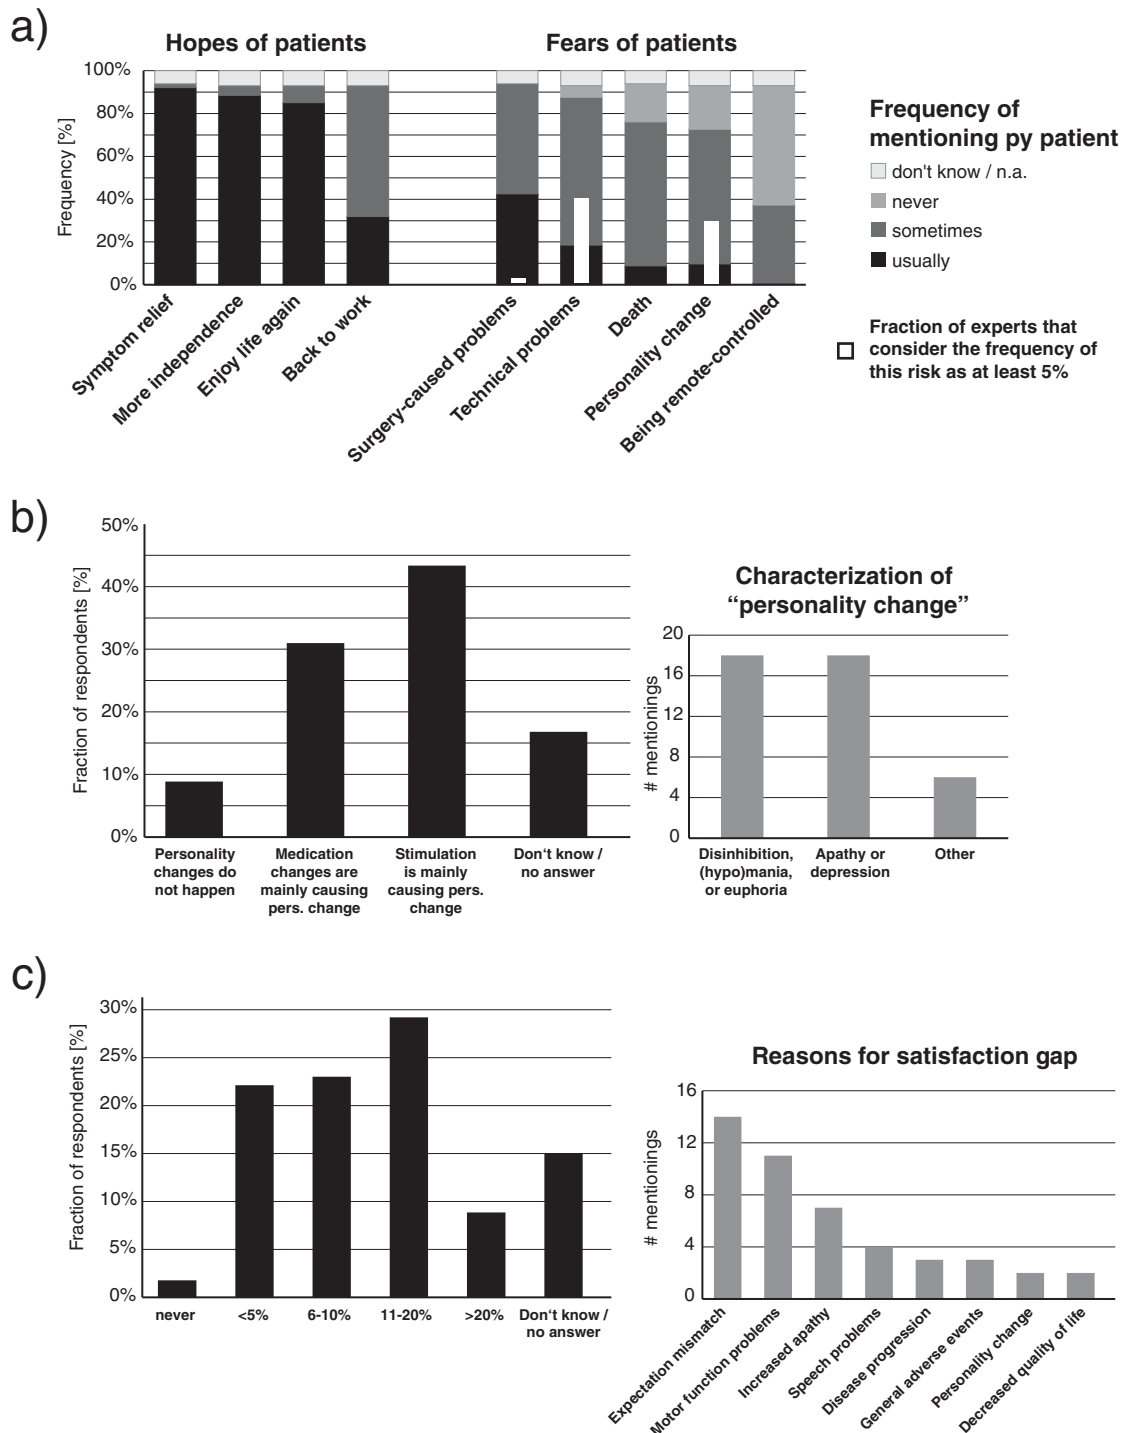 a)
Hopes of patients
Fears of patients
100%
80%
60%
40%
20%
0%
Frequency [%]
Symptom relief
More independence
Enjoy life again
Back to work
Surgery-caused problems
Technical problems
Death
Personality change
Being remote-controlled
Frequency of
mentioning py patient
don't know / n.a.
never
sometimes
usually
Fraction of experts that
consider the frequency of
this risk as at least 5%
b)
50%
40%
30%
20%
10%
0%
Fraction of respondents [%]
Personality
changes do
not happen
Medication
changes are
mainly causing
pers. change
Stimulation
is mainly
causing pers.
change
Don‘t know /
no answer
Characterization of
“personality change”
20
16
12
8
4
0
# mentionings
Disinhibition,
(hypo)mania,
or euphoria
Apathy or
depression
Other
c)
30%
25%
20%
15%
10%
5%
0%
Fraction of respondents [%]
never
<5%
6-10%
11-20%
>20%
Don‘t know /
no answer
Reasons for satisfaction gap
16
12
8
4
0
# mentionings
Expectation mismatch
Motor function problems
Increased apathy
Speech problems
Disease progression
General adverse events
Personality change
Decreased quality of life